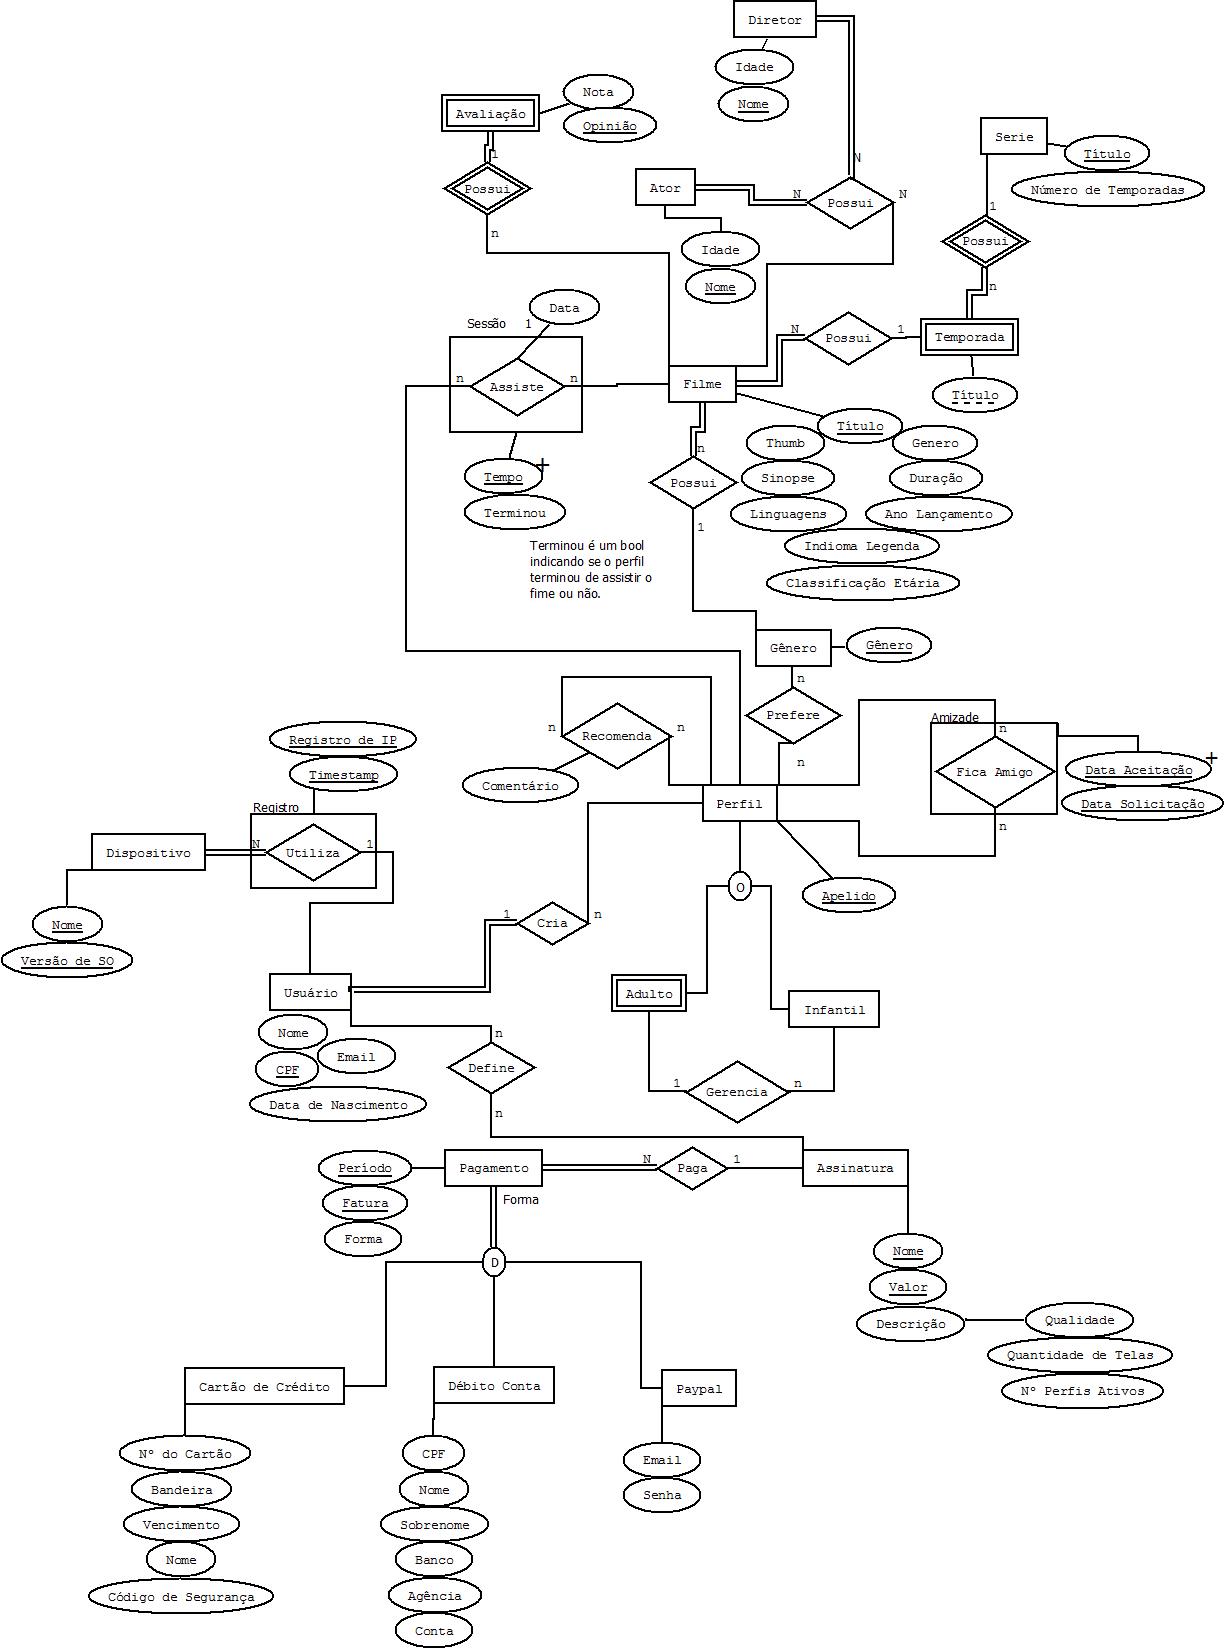 Diretor
Idade
Nome
Nota
Avaliação
Opinião
1
Possui
n
Serie
Título
Número de Temporadas
N
Ator
N
Possui
N
Idade
Nome
1
Possui
n
Data
Sessão
1
n
Assiste
n
N
Possui
1
Temporada
Título
Filme
Título
Thumb
Genero
n
Possui
Sinopse
Duração
Linguagens
Ano Lançamento
1
Indioma Legenda
Classificação Etária
Tempo
+
Terminou
Terminou é um bool
indicando se o perfil
terminou de assistir o
fime ou não.
Gênero
Gênero
n
Prefere
n
n
Recomenda
n
Comentário
Amizade
n
Fica Amigo
n
Data Aceitação
+
Data Solicitação
Registro de IP
Timestamp
Registro
Dispositivo
N
Utiliza
1
Nome
Versão de SO
Perfil
O
Apelido
1
Cria
n
Usuário
Nome
Email
CPF
Data de Nascimento
Adulto
Infantil
1
Gerencia
n
n
Define
n
Período
Pagamento
N
Paga
1
Assinatura
Fatura
Forma
Forma
D
Nome
Valor
Descrição
Qualidade
Quantidade de Telas
Nº Perfis Ativos
Cartão de Crédito
Débito Conta
Paypal
Nº do Cartão
Bandeira
Vencimento
Nome
Código de Segurança
CPF
Nome
Sobrenome
Banco
Agência
Conta
Email
Senha